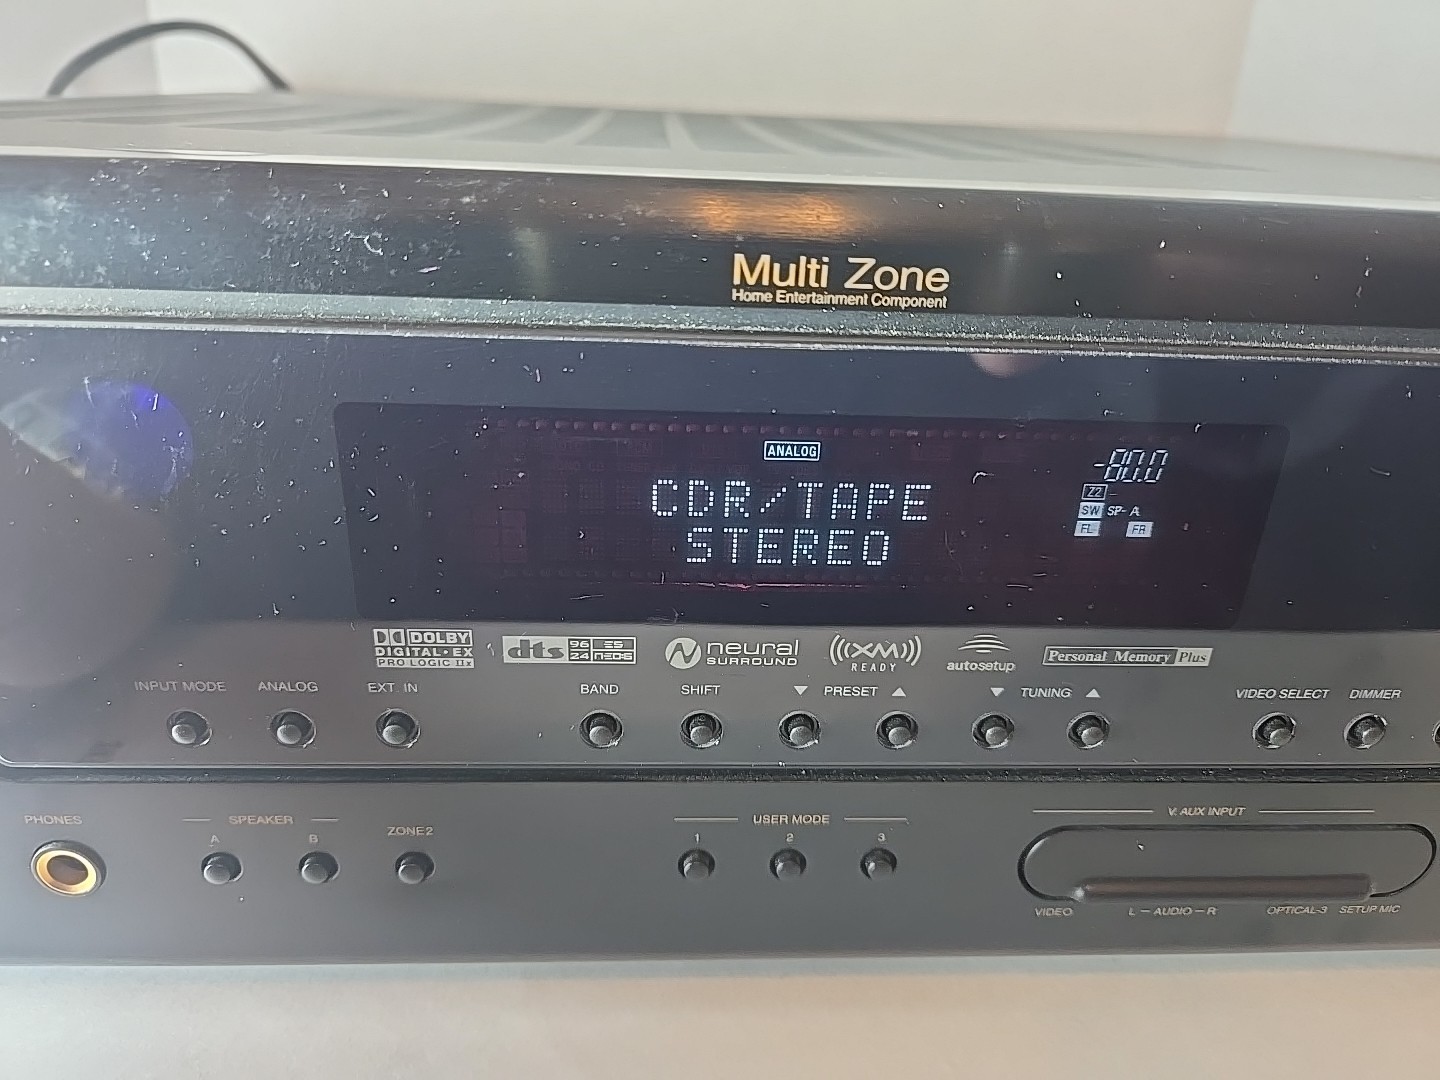 Multi Zone
Home Entertainment Component
ANALOG
-80.0
Z2 -
CDR/TAPE
SW SP- A
STEREO
FL FR
DOLBY
DIGITAL·EX
PRO LOGIC IIx
dts 96 24 ES NEO:6
neural
SURROUND
((XM))
READY
autosetup
Personal Memory Plus
INPUT MODE ANALOG EXT. IN BAND SHIFT ▼ PRESET ▲ ▼ TUNING ▲ VIDEO SELECT DIMMER
PHONES SPEAKER ZONE2 USER MODE V. AUX INPUT
A B 1 2 3
VIDEO L — AUDIO — R OPTICAL-3 SETUP MIC